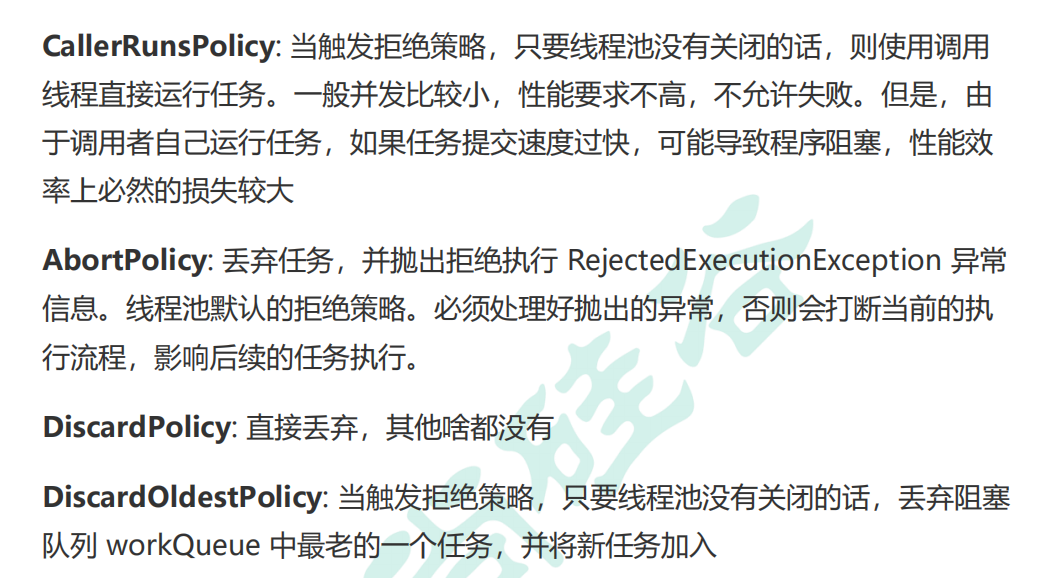 CallerRunsPolicy: 当触发拒绝策略，只要线程池没有关闭的话，则使用调用
线程直接运行任务。一般并发比较小，性能要求不高，不允许失败。但是，由
于调用者自己运行任务，如果任务提交速度过快，可能导致程序阻塞，性能效
率上必然的损失较大
AbortPolicy: 丢弃任务，并抛出拒绝执行 RejectedExecutionException 异常
信息。线程池默认的拒绝策略。必须处理好抛出的异常，否则会打断当前的执
行流程，影响后续的任务执行。
DiscardPolicy: 直接丢弃，其他啥都没有
DiscardOldestPolicy: 当触发拒绝策略，只要线程池没有关闭的话，丢弃阻塞
队列 workQueue 中最老的一个任务，并将新任务加入
尚硅谷